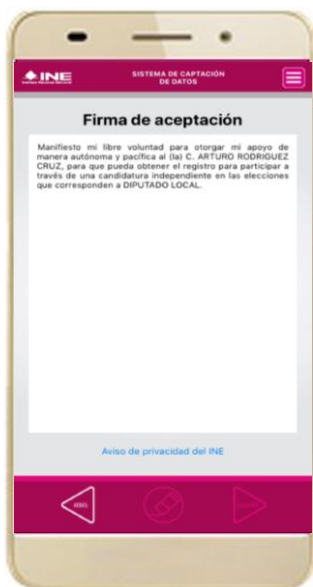 INE
SISTEMA DE CAPTACIÓN
DE DATOS
Firma de aceptación
Manifiesto mi libre voluntad para otorgar mi apoyo de
manera autónoma y pacífica al (la) C. ARTURO RODRIGUEZ
CRUZ, para que pueda obtener el registro para participar a
través de una candidatura independiente en las elecciones
que corresponden a DIPUTADO LOCAL.
Aviso de privacidad del INE